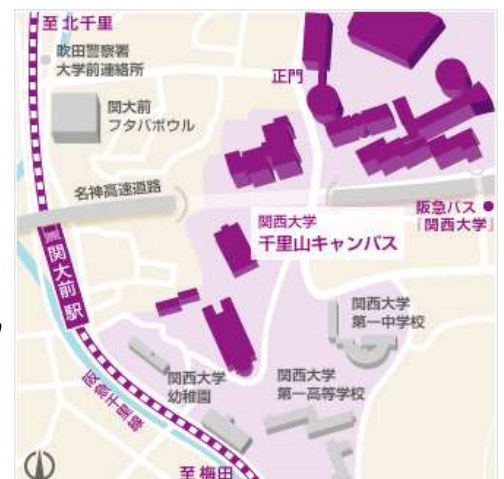 至 北千里
吹田警察署
大学前連絡所
正門
関大前
フタバボウル
名神高速道路
阪急バス
「関西大学」
関西大学
千里山キャンパス
関大前駅
関西大学
第一中学校
阪急千里線
関西大学
幼稚園
関西大学
第一高等学校
至 梅田